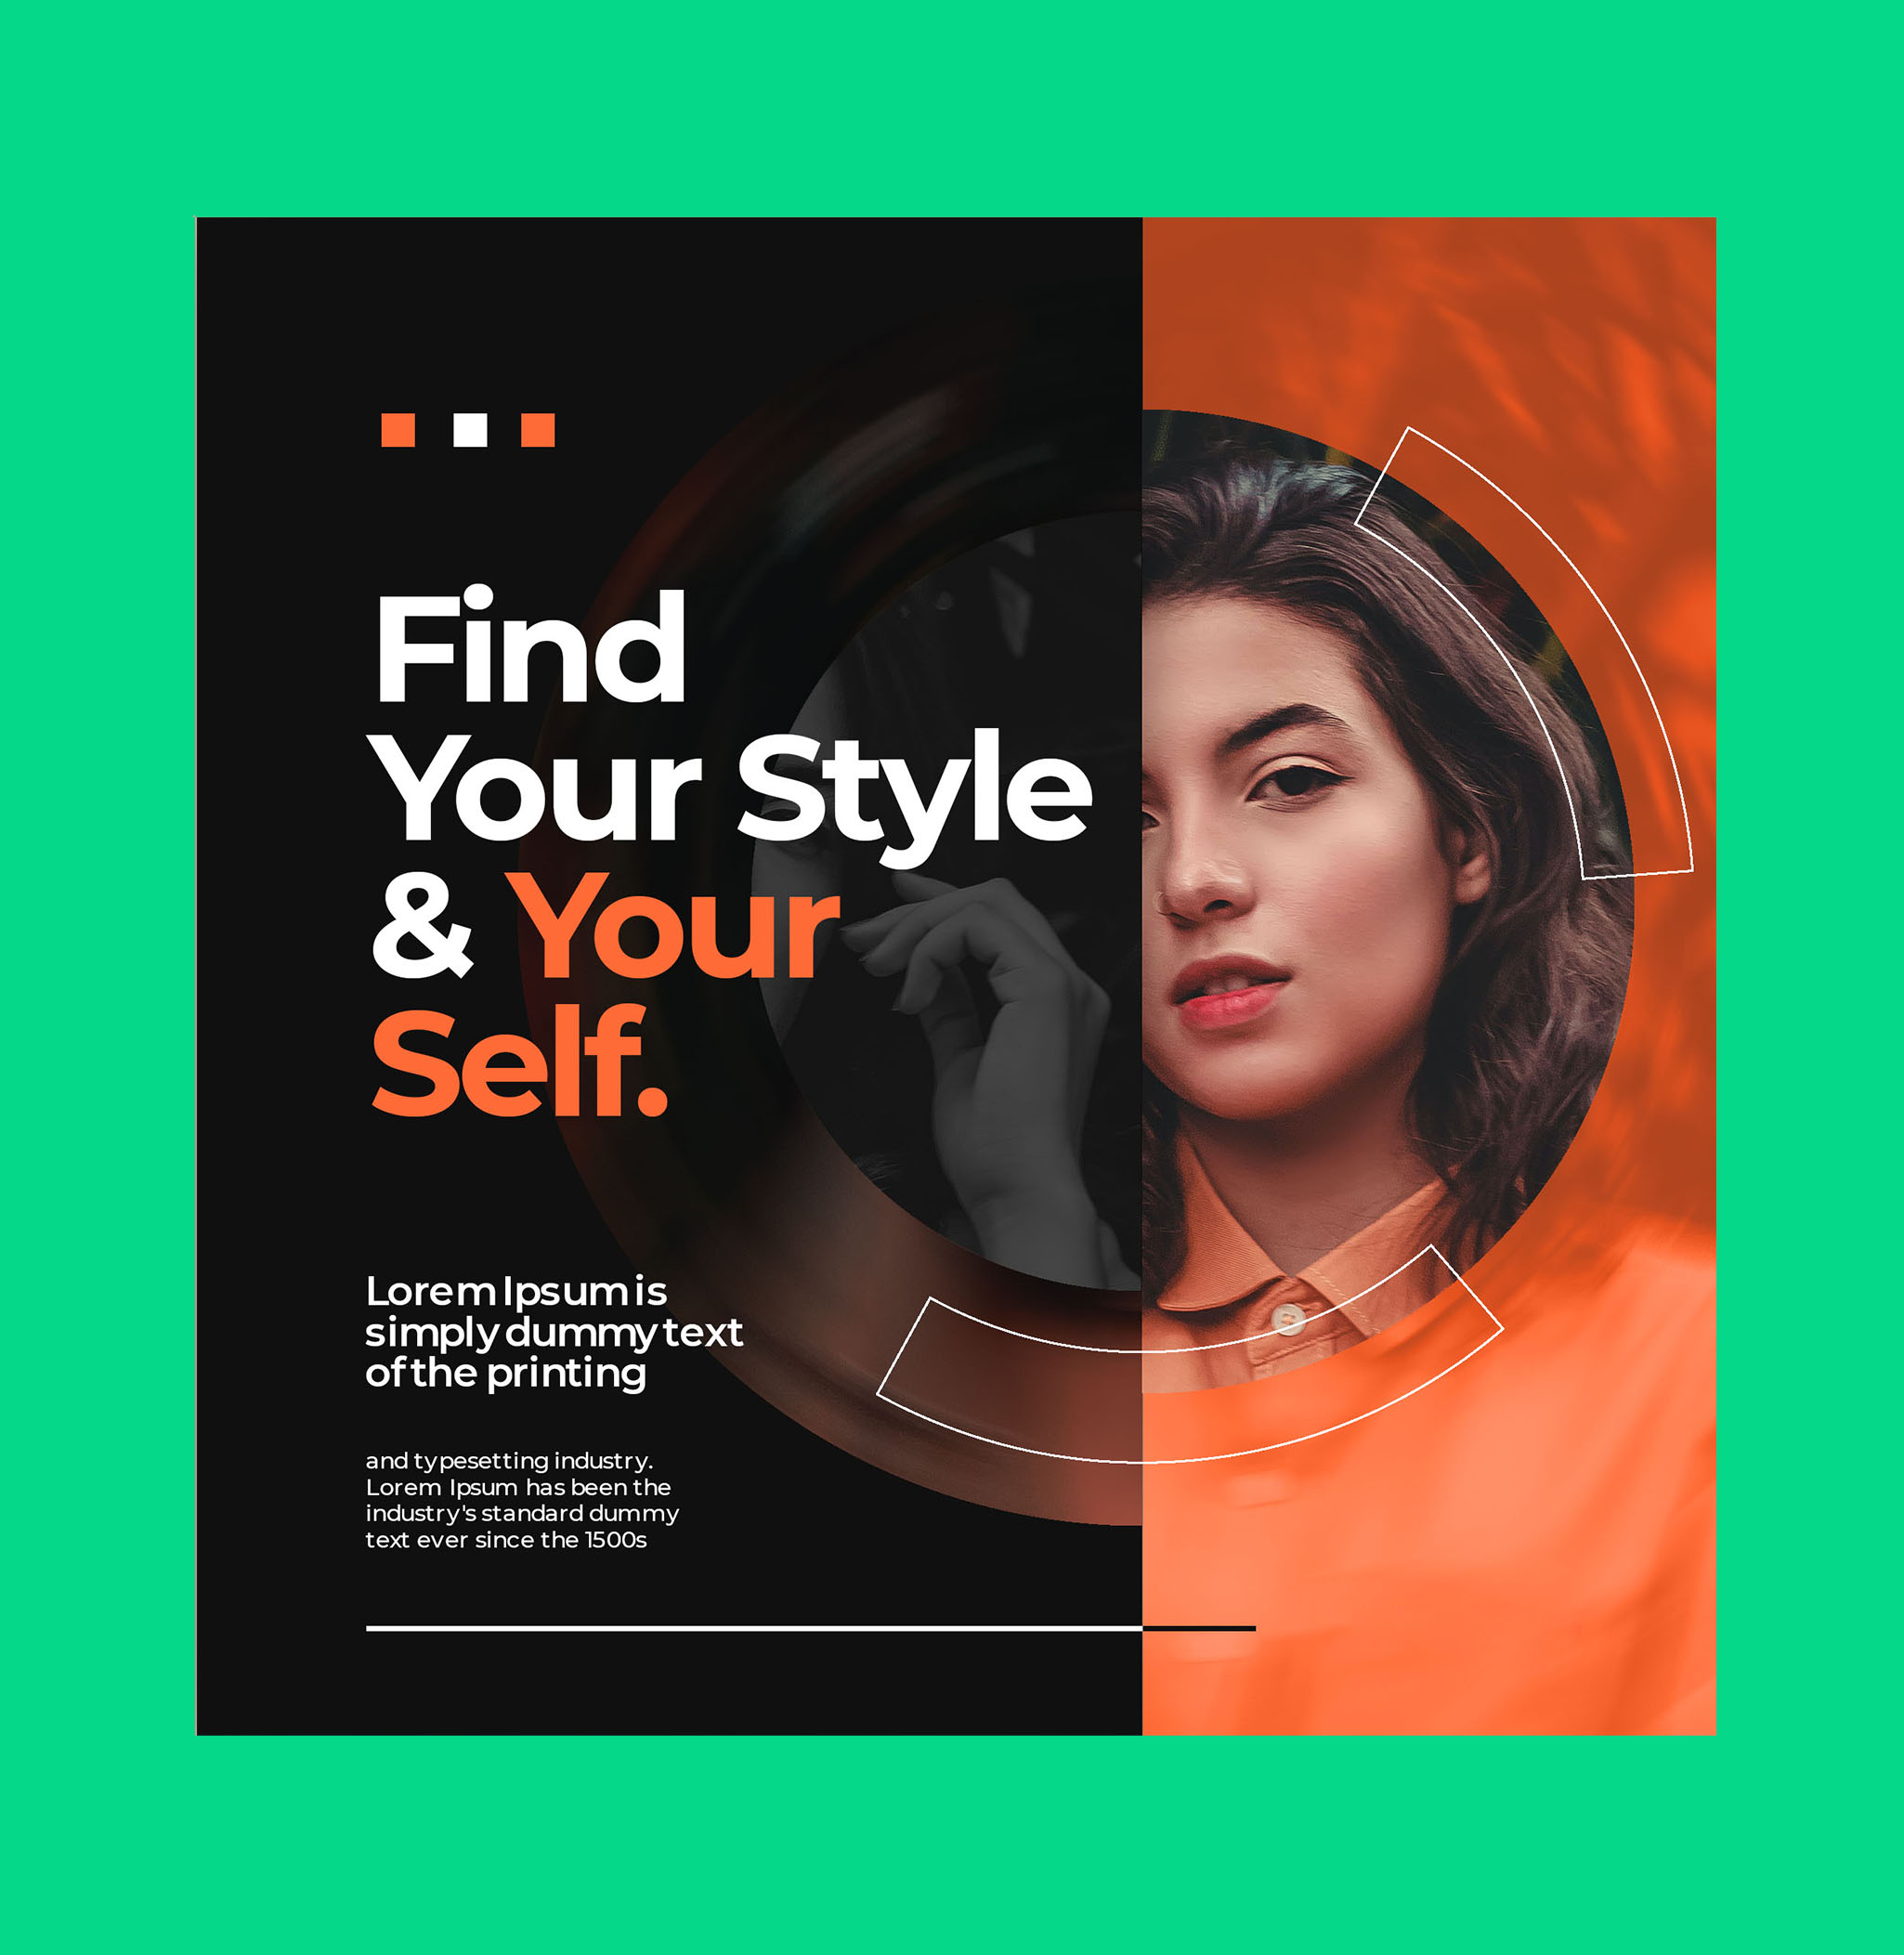 Find
Your Style
& Your
Self.
Lorem Ipsum is
simply dummy text
of the printing
and typesetting industry.
Lorem Ipsum has been the
industry's standard dummy
text ever since the 1500s